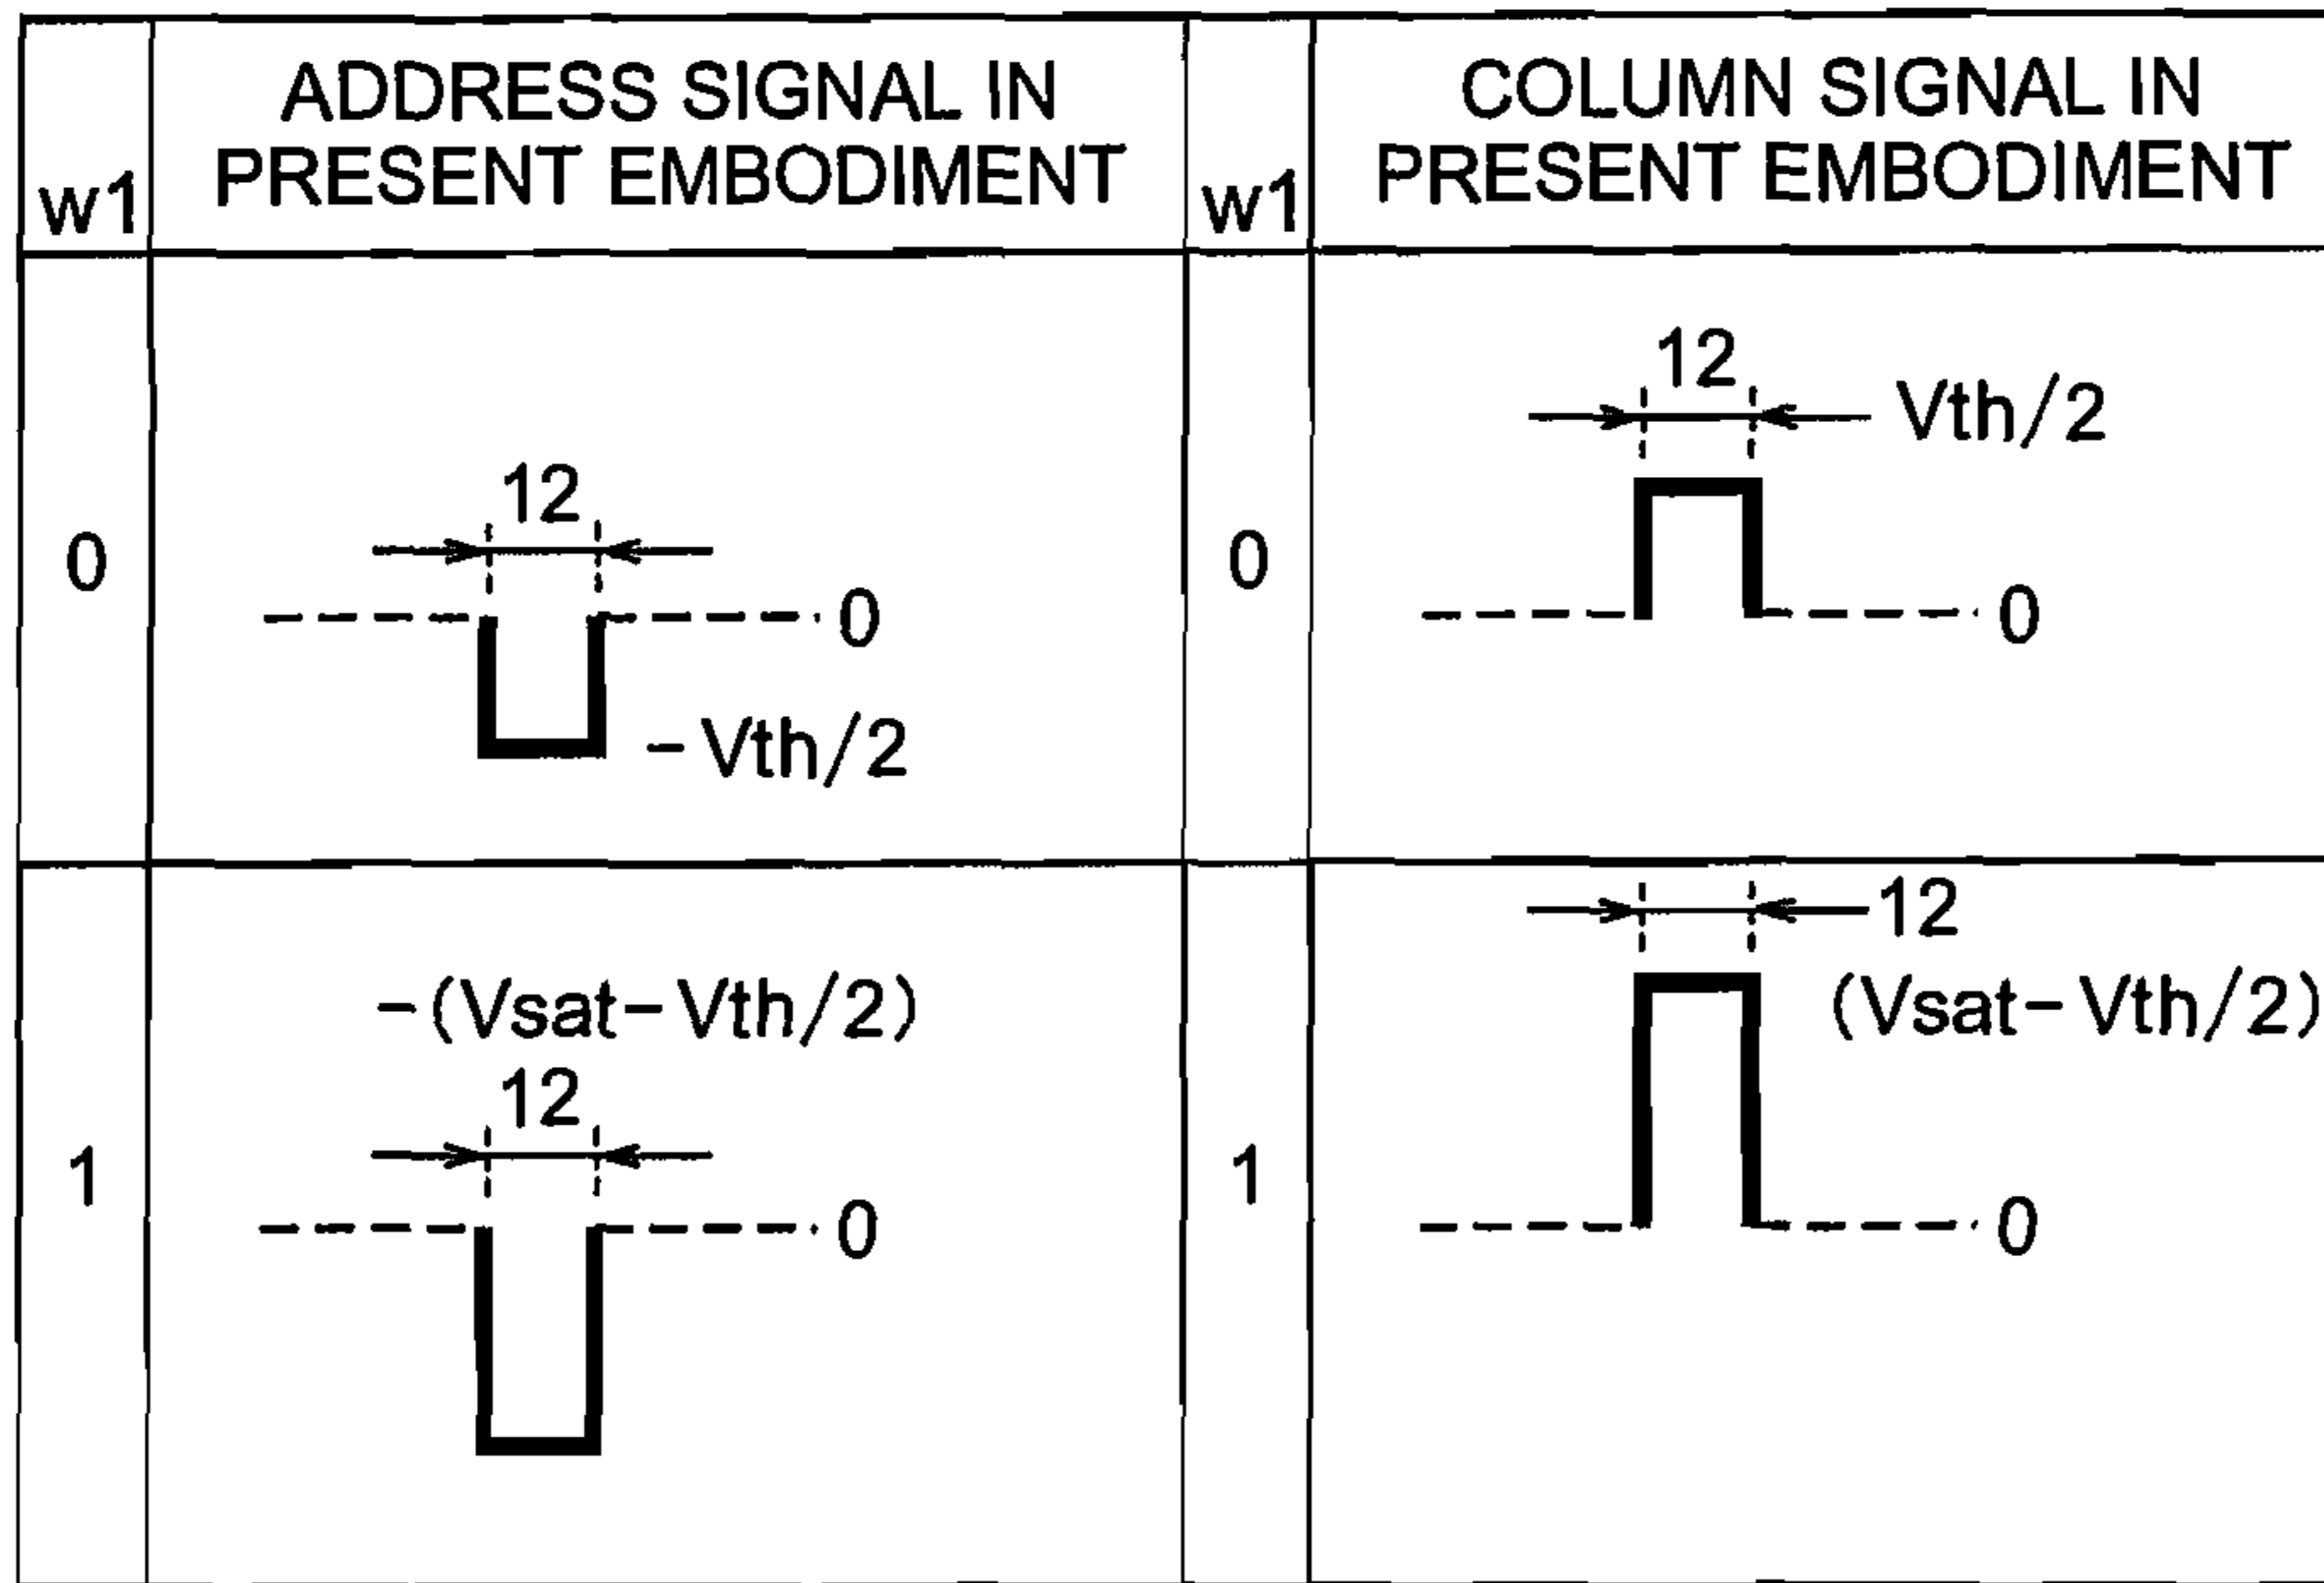 w1
ADDRESS SIGNAL IN
PRESENT EMBODIMENT
w1
COLUMN SIGNAL IN
PRESENT EMBODIMENT
0
12
0
-Vth/2
0
12
Vth/2
0
1
-(Vsat-Vth/2)
12
0
1
12
(Vsat-Vth/2)
0